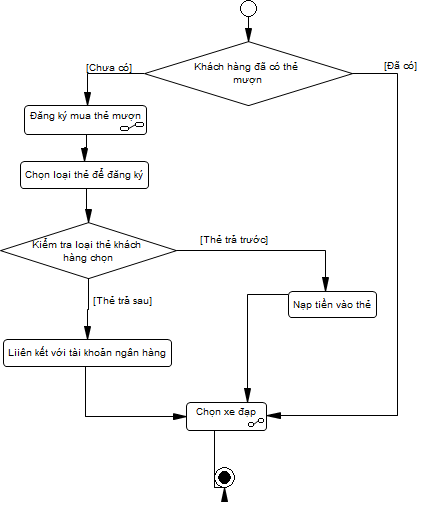 Khách hàng đã có thẻ
mượn
[Chưa có]
[Đã có]
Đăng ký mua thẻ mượn
Chọn loại thẻ để đăng ký
Kiểm tra loại thẻ khách
hàng chọn
[Thẻ trả trước]
[Thẻ trả sau]
Nạp tiền vào thẻ
Liiên kết với tài khoản ngân hàng
Chọn xe đạp